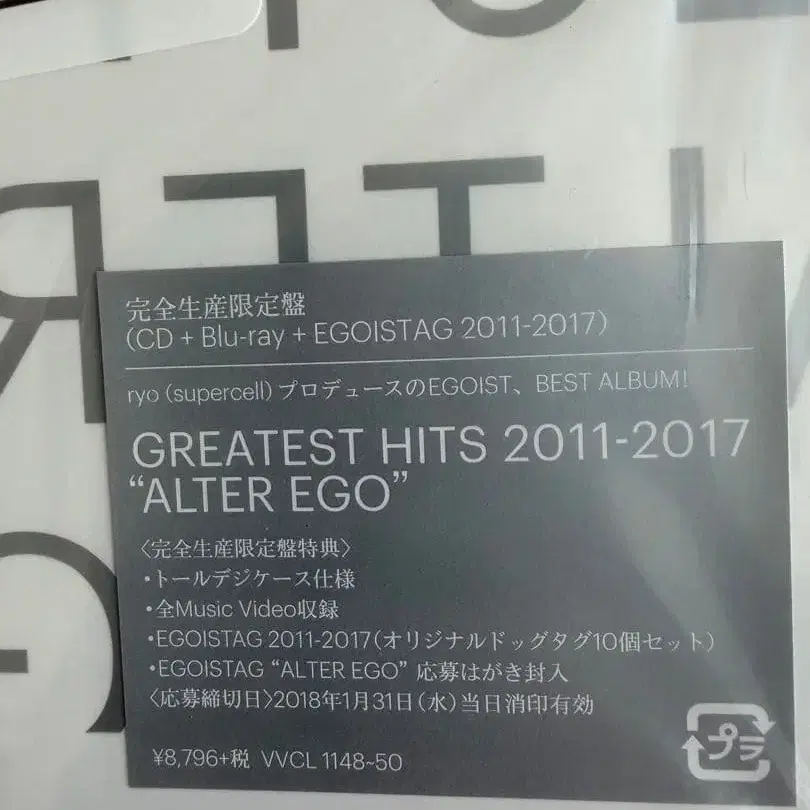 完全生産限定盤
(CD + Blu-ray + EGOISTAG 2011-2017)
ryo (supercell) プロデュースのEGOIST、BEST ALBUM!
GREATEST HITS 2011-2017
“ALTER EGO”
〈完全生産限定盤特典〉
・トールデジケース仕様
・全Music Video収録
・EGOISTAG 2011-2017(オリジナルドッグタグ10個セット)
・EGOISTAG “ALTER EGO” 応募はがき封入
〈応募締切日〉2018年1月31日(水)当日消印有効
¥8,796+税 VVCL 1148~50
プラ